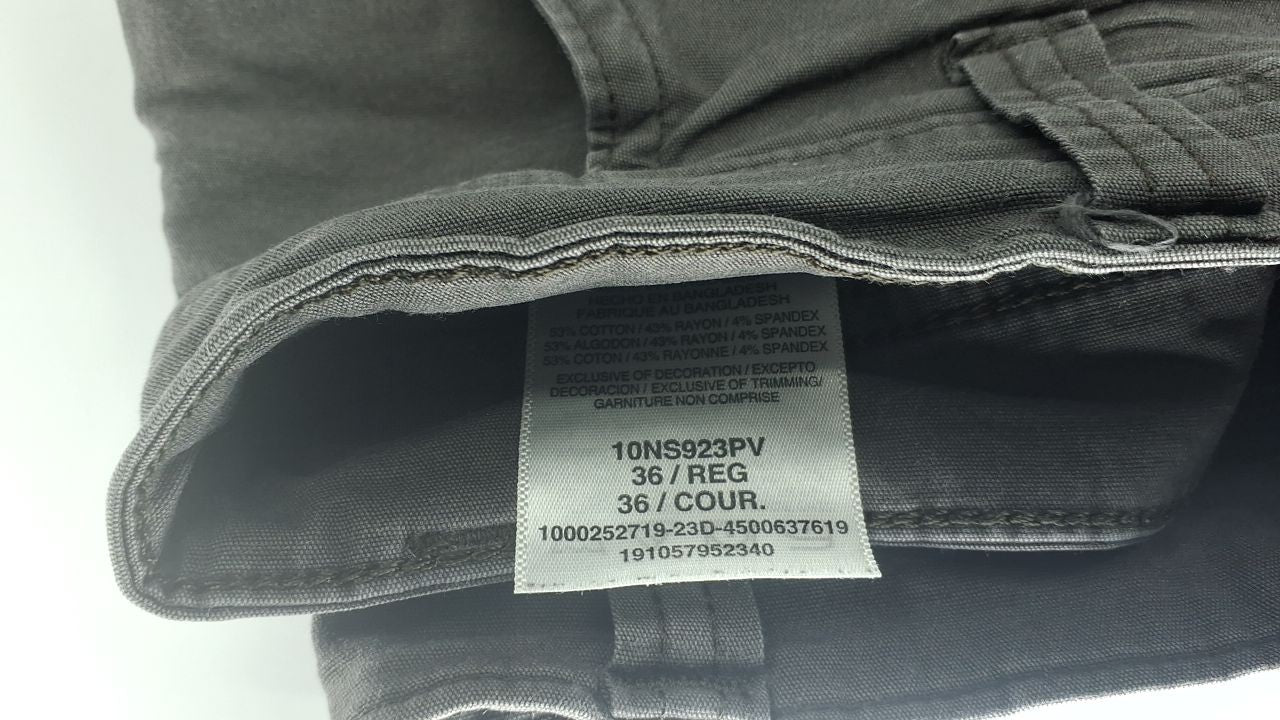 HECHO EN BANGLADESH
FABRIQUE AU BANGLADESH
53% COTTON / 43% RAYON / 4% SPANDEX
53% ALGODON / 43% RAYON / 4% SPANDEX
53% COTON / 43% RAYONNE / 4% SPANDEX
EXCLUSIVE OF DECORATION / EXCEPTO
DECORACION / EXCLUSIVE OF TRIMMING/
GARNITURE NON COMPRISE
10NS923PV
36 / REG
36 / COUR.
1000252719-23D-4500637619
191057952340